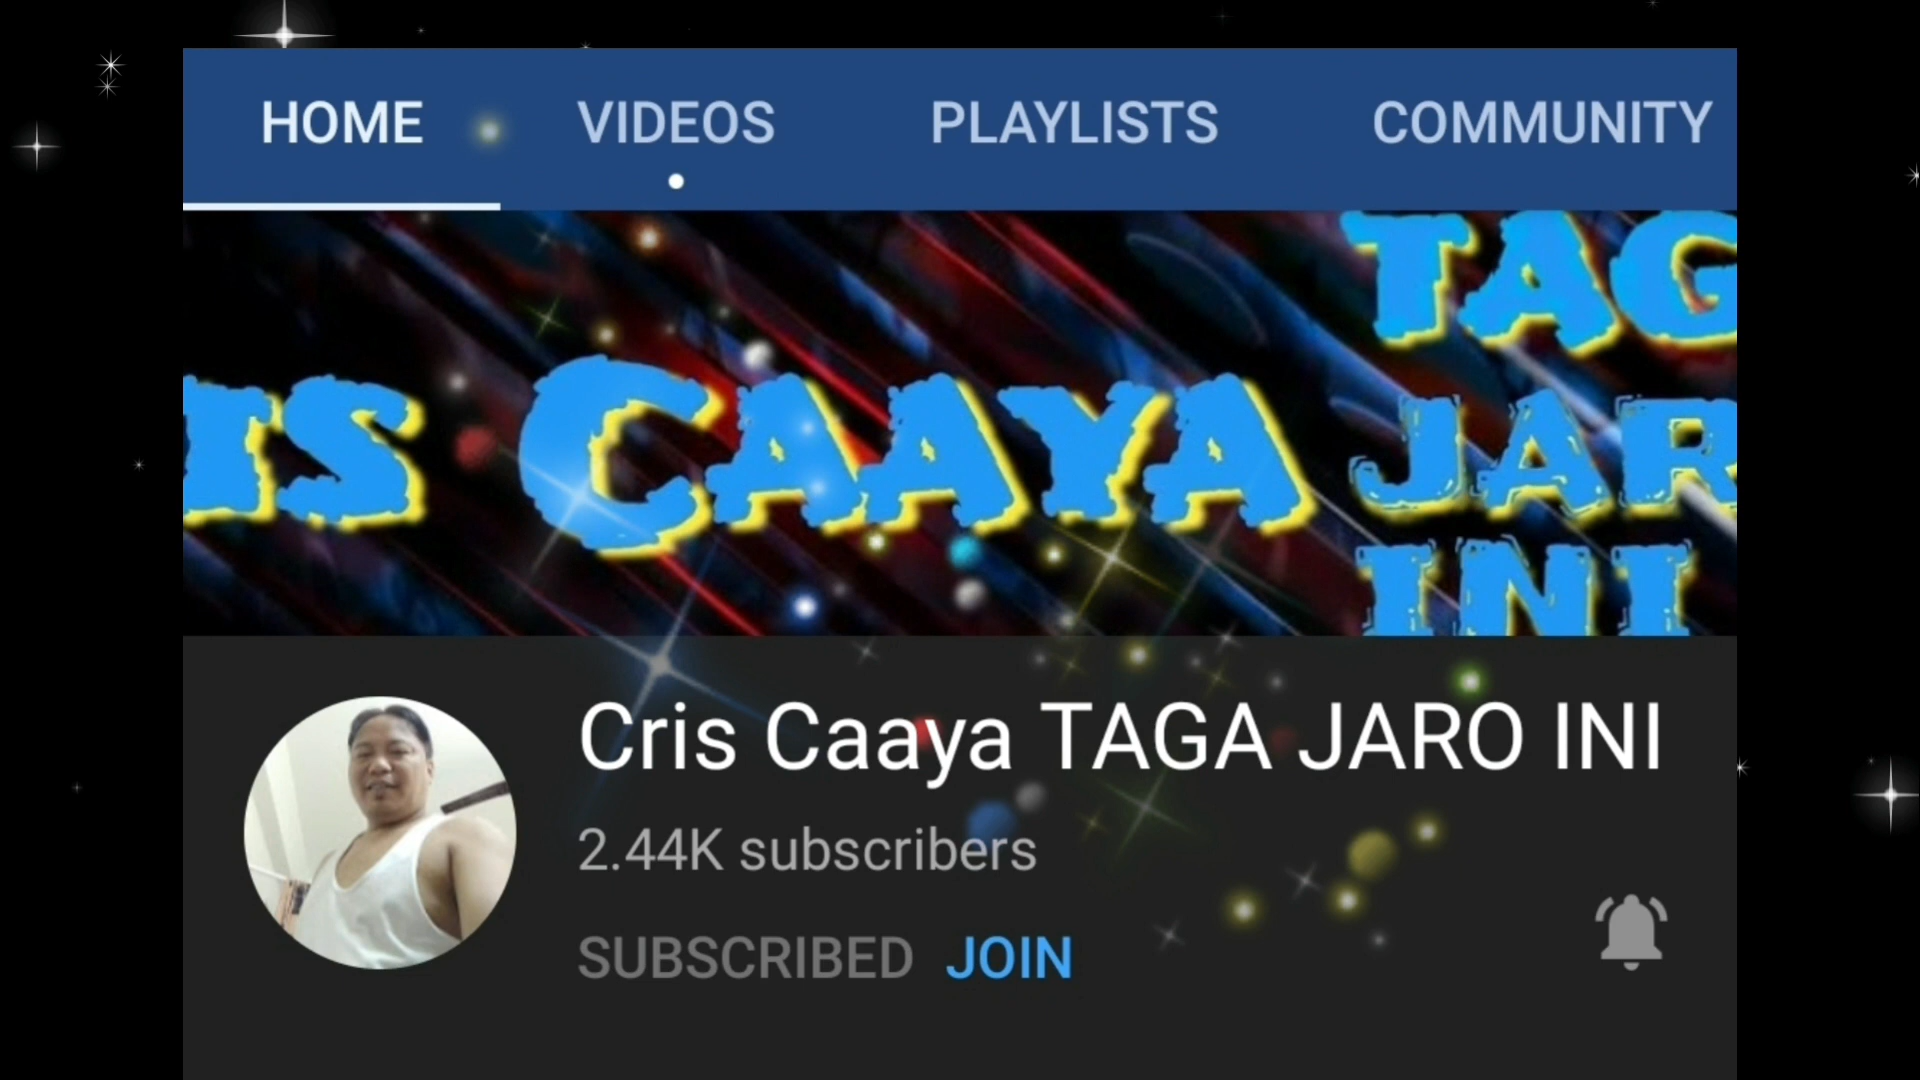 HOME VIDEOS PLAYLISTS COMMUNITY
TAG
IS CAAYA JAR
INI
Cris Caaya TAGA JARO INI
2.44K subscribers
SUBSCRIBED JOIN